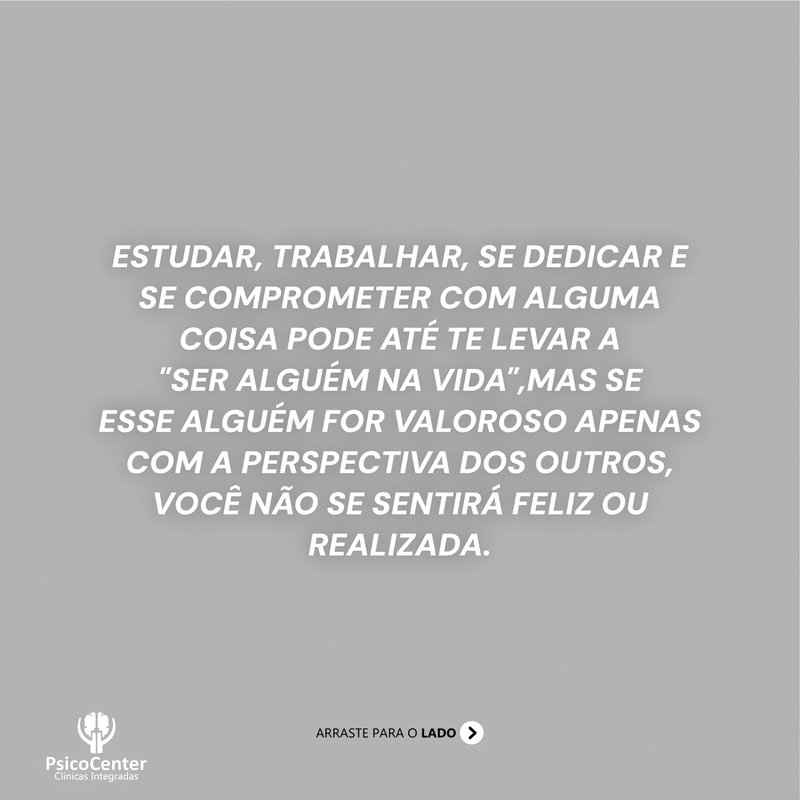 ESTUDAR, TRABALHAR, SE DEDICAR E
SE COMPROMETER COM ALGUMA
COISA PODE ATÉ TE LEVAR A
"SER ALGUÉM NA VIDA",MAS SE
ESSE ALGUÉM FOR VALOROSO APENAS
COM A PERSPECTIVA DOS OUTROS,
VOCÊ NÃO SE SENTIRÁ FELIZ OU
REALIZADA.
ARRASTE PARA O LADO
PsicoCenter
Clínicas Integradas